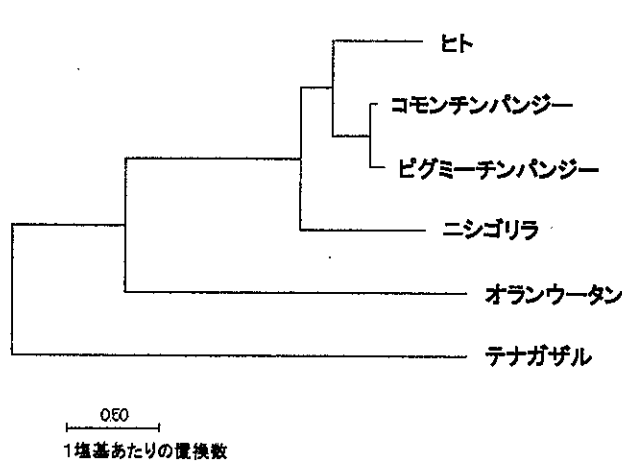 ヒト
コモンチンパンジー
ピグミーチンパンジー
ニシゴリラ
オランウータン
テナガザル
0.50
1塩基あたりの置換数